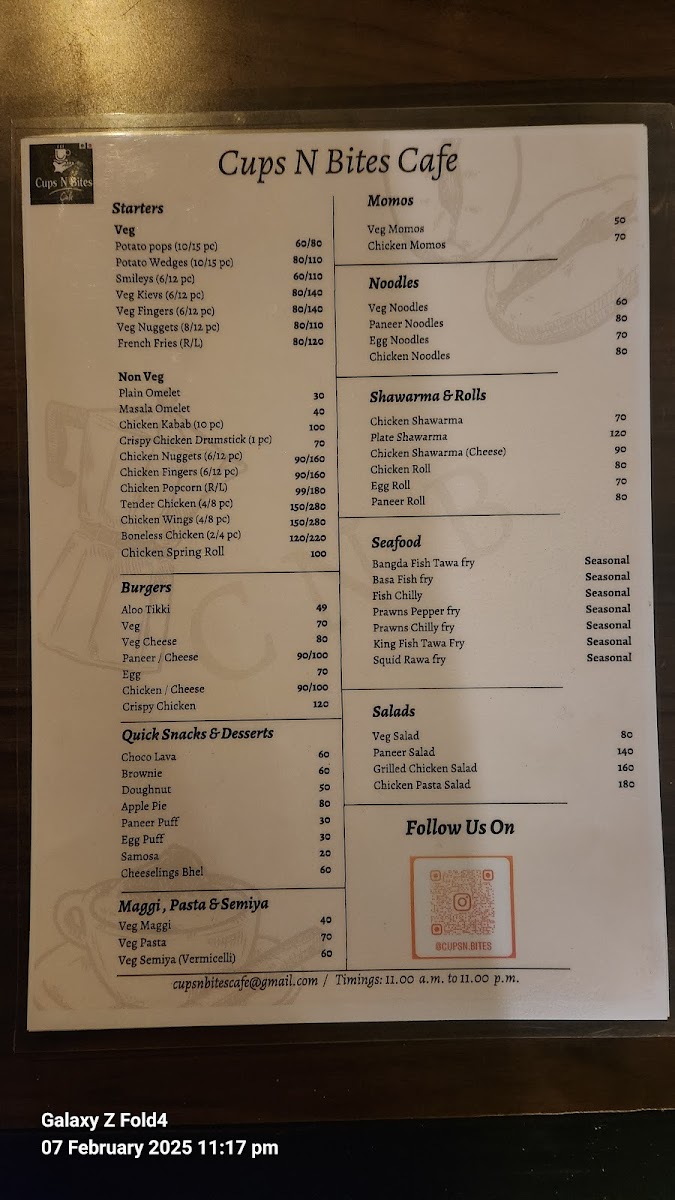 Cups N Bites
Cafe
Cups N Bites Cafe
Starters
Veg
Potato pops (10/15 pc) 60/80
Potato Wedges (10/15 pc) 80/110
Smileys (6/12 pc) 60/110
Veg Kievs (6/12 pc) 80/140
Veg Fingers (6/12 pc) 80/140
Veg Nuggets (8/12 pc) 80/110
French Fries (R/L) 80/120
Non Veg
Plain Omelet 30
Masala Omelet 40
Chicken Kabab (10 pc) 100
Crispy Chicken Drumstick (1 pc) 70
Chicken Nuggets (6/12 pc) 90/160
Chicken Fingers (6/12 pc) 90/160
Chicken Popcorn (R/L) 99/180
Tender Chicken (4/8 pc) 150/280
Chicken Wings (4/8 pc) 150/280
Boneless Chicken (2/4 pc) 120/220
Chicken Spring Roll 100
Burgers
Aloo Tikki 49
Veg 70
Veg Cheese 80
Paneer / Cheese 90/100
Egg 70
Chicken / Cheese 90/100
Crispy Chicken 120
Quick Snacks & Desserts
Choco Lava 60
Brownie 60
Doughnut 50
Apple Pie 80
Paneer Puff 30
Egg Puff 30
Samosa 20
Cheeselings Bhel 60
Maggi , Pasta & Semiya
Veg Maggi 40
Veg Pasta 70
Veg Semiya (Vermicelli) 60
Momos
Veg Momos 50
Chicken Momos 70
Noodles
Veg Noodles 60
Paneer Noodles 80
Egg Noodles 70
Chicken Noodles 80
Shawarma & Rolls
Chicken Shawarma 70
Plate Shawarma 120
Chicken Shawarma (Cheese) 90
Chicken Roll 80
Egg Roll 70
Paneer Roll 80
Seafood
Bangda Fish Tawa fry Seasonal
Basa Fish fry Seasonal
Fish Chilly Seasonal
Prawns Pepper fry Seasonal
Prawns Chilly fry Seasonal
King Fish Tawa Fry Seasonal
Squid Rawa fry Seasonal
Salads
Veg Salad 80
Paneer Salad 140
Grilled Chicken Salad 160
Chicken Pasta Salad 180
Follow Us On
@CUPSN.BITES
cupsnbitescafe@gmail.com / Timings: 11.00 a.m. to 11.00 p.m.
CNB
Galaxy Z Fold4
07 February 2025 11:17 pm